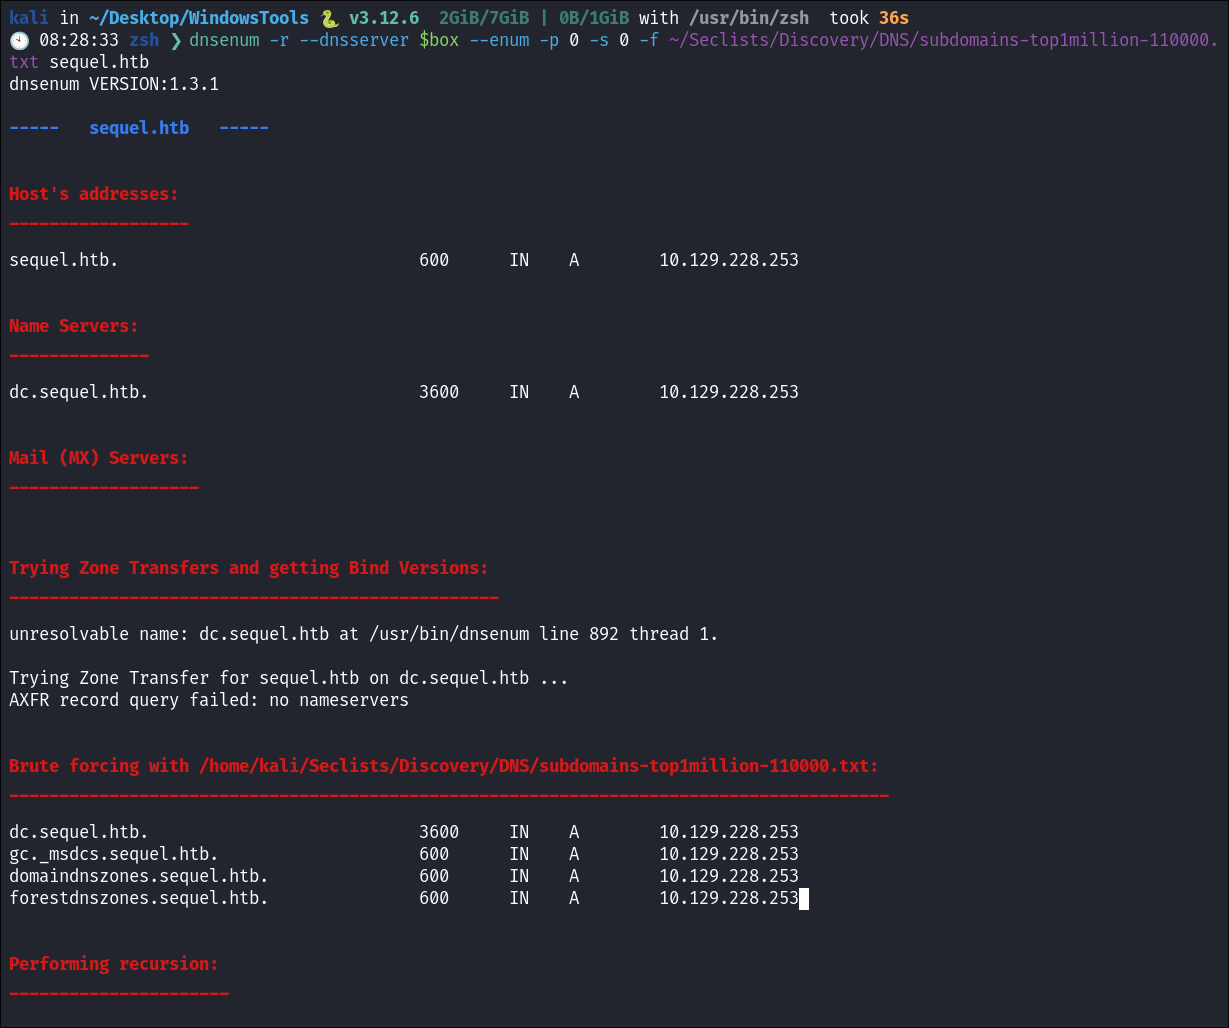 kali in ~/Desktop/WindowsTools 🐍 v3.12.6 2GiB/7GiB | 0B/1GiB with /usr/bin/zsh took 36s
🕙 08:28:33 zsh ❯ dnsenum -r --dnsserver $box --enum -p 0 -s 0 -f ~/Seclists/Discovery/DNS/subdomains-top1million-110000.
txt sequel.htb
dnsenum VERSION:1.3.1
----- sequel.htb -----
Host's addresses:
__________________
sequel.htb. 600 IN A 10.129.228.253
Name Servers:
______________
dc.sequel.htb. 3600 IN A 10.129.228.253
Mail (MX) Servers:
___________________
Trying Zone Transfers and getting Bind Versions:
_________________________________________________
unresolvable name: dc.sequel.htb at /usr/bin/dnsenum line 892 thread 1.
Trying Zone Transfer for sequel.htb on dc.sequel.htb ...
AXFR record query failed: no nameservers
Brute forcing with /home/kali/Seclists/Discovery/DNS/subdomains-top1million-110000.txt:
________________________________________________________________________________________
dc.sequel.htb. 3600 IN A 10.129.228.253
gc._msdcs.sequel.htb. 600 IN A 10.129.228.253
domaindnszones.sequel.htb. 600 IN A 10.129.228.253
forestdnszones.sequel.htb. 600 IN A 10.129.228.253
Performing recursion:
______________________